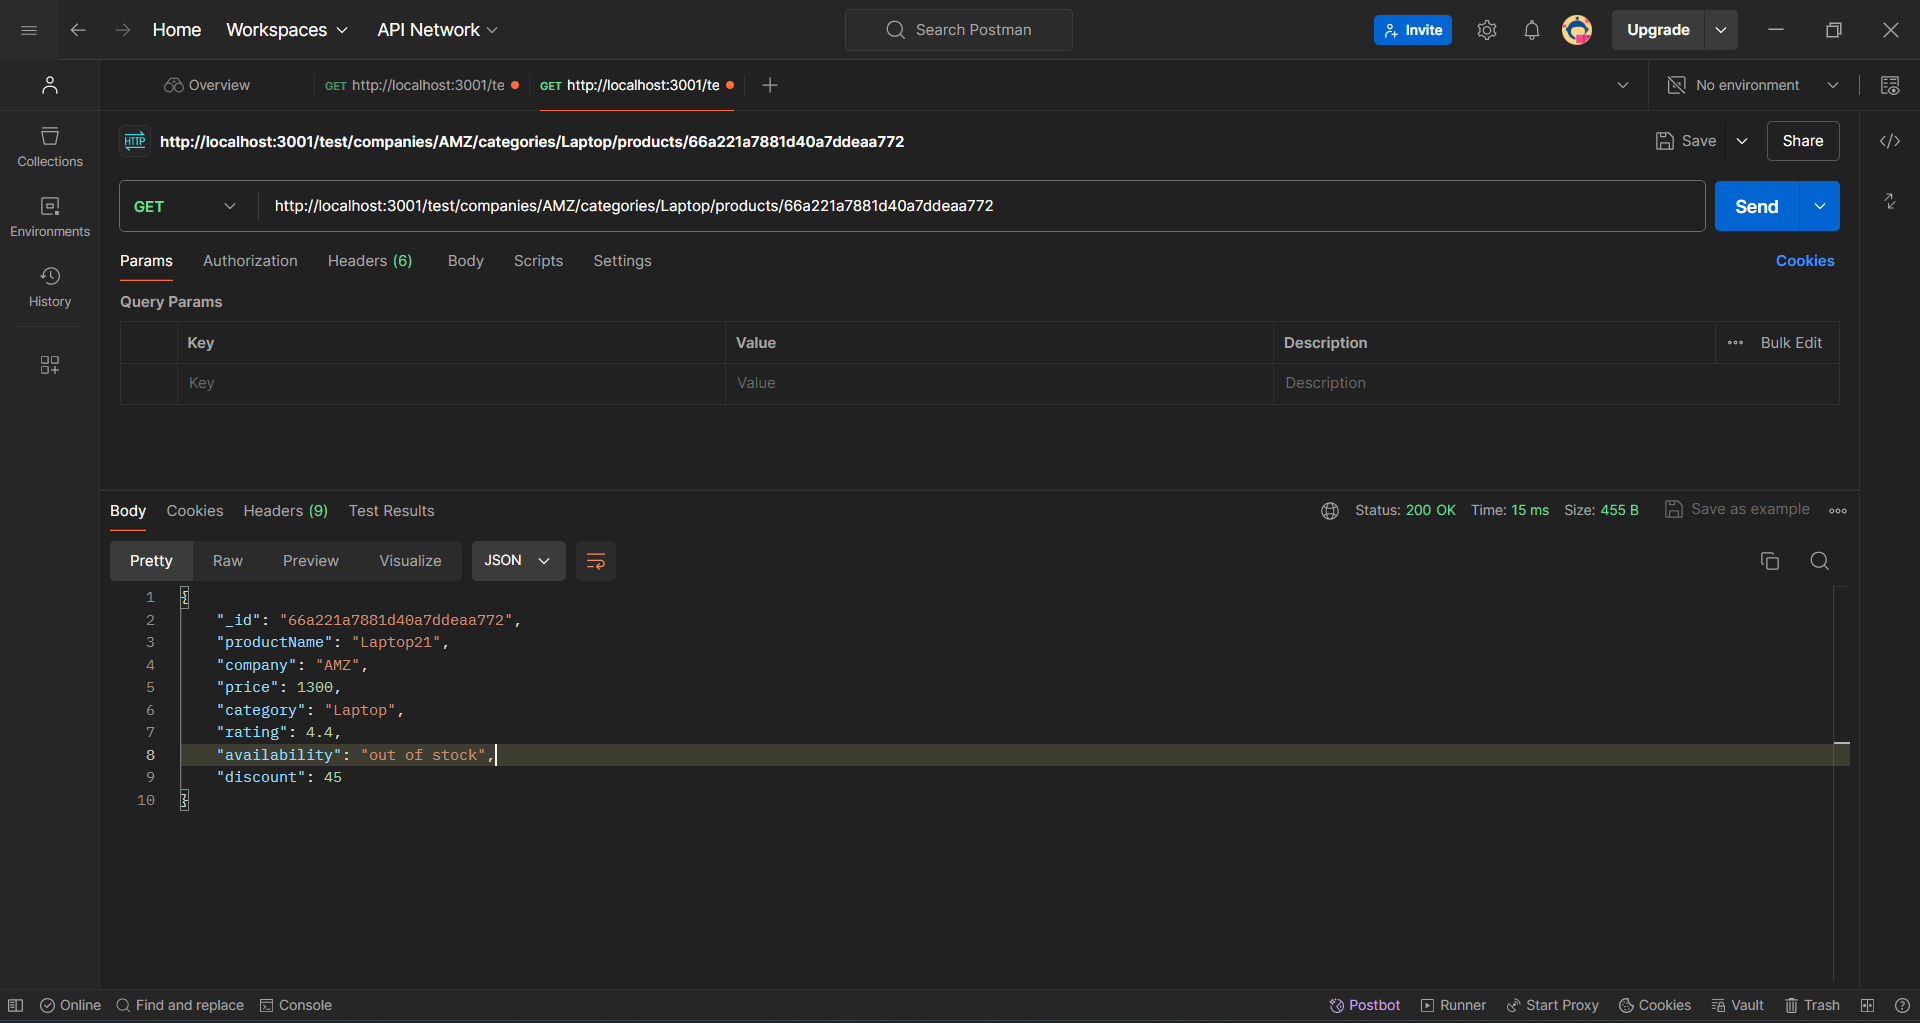 Home Workspaces API Network Search Postman Invite Upgrade
Overview GET http://localhost:3001/te GET http://localhost:3001/te No environment
HTTP http://localhost:3001/test/companies/AMZ/categories/Laptop/products/66a221a7881d40a7ddeaa772 Save Share
Collections
GET http://localhost:3001/test/companies/AMZ/categories/Laptop/products/66a221a7881d40a7ddeaa772 Send
Environments
Params Authorization Headers (6) Body Scripts Settings Cookies
History
Query Params
Key Value Description Bulk Edit
Key Value Description
Body Cookies Headers (9) Test Results Status: 200 OK Time: 15 ms Size: 455 B Save as example
Pretty Raw Preview Visualize JSON
1 {
2 "_id": "66a221a7881d40a7ddeaa772",
3 "productName": "Laptop21",
4 "company": "AMZ",
5 "price": 1300,
6 "category": "Laptop",
7 "rating": 4.4,
8 "availability": "out of stock",
9 "discount": 45
10 }
Online Find and replace Console Postbot Runner Start Proxy Cookies Vault Trash